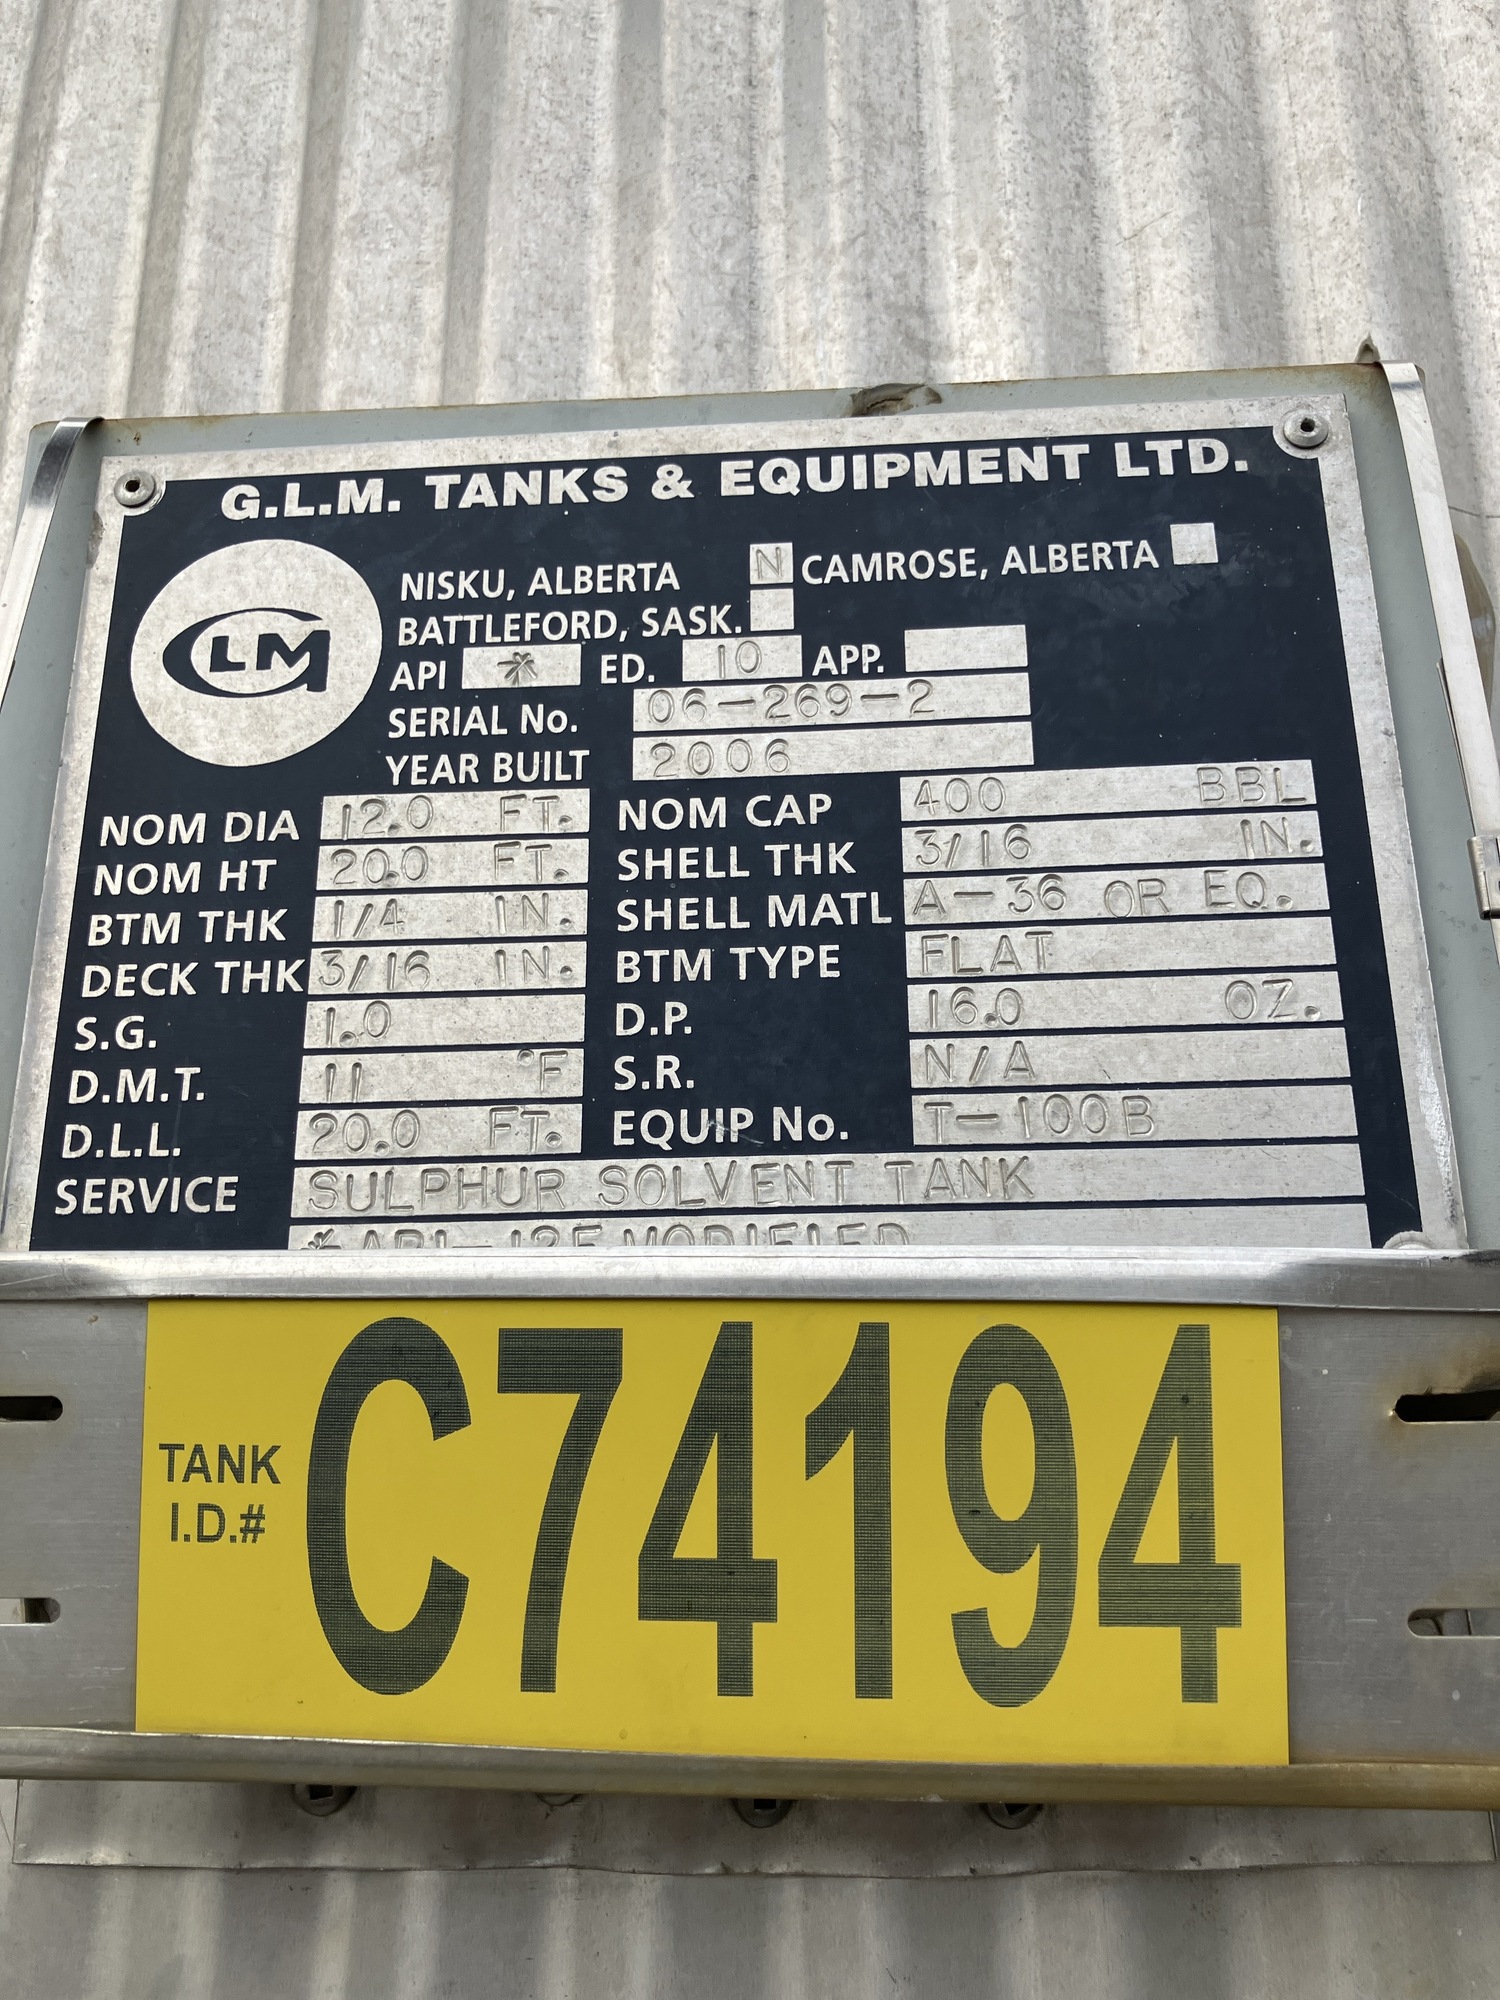 G.L.M. TANKS & EQUIPMENT LTD.
GLM
NISKU, ALBERTA N CAMROSE, ALBERTA
BATTLEFORD, SASK.
API * ED. 10 APP.
SERIAL No. 06-269-2
YEAR BUILT 2006
NOM DIA 12.0 FT. NOM CAP 400 BBL
NOM HT 20.0 FT. SHELL THK 3/16 IN.
BTM THK 1/4 IN. SHELL MATL A-36 OR EQ.
DECK THK 3/16 IN. BTM TYPE FLAT
S.G. 1.0 D.P. 16.0 OZ.
D.M.T. 11 °F S.R. N/A
D.L.L. 20.0 FT. EQUIP No. T-100B
SERVICE SULPHUR SOLVENT TANK
* API-12F MODIFIED
TANK I.D.# C74194